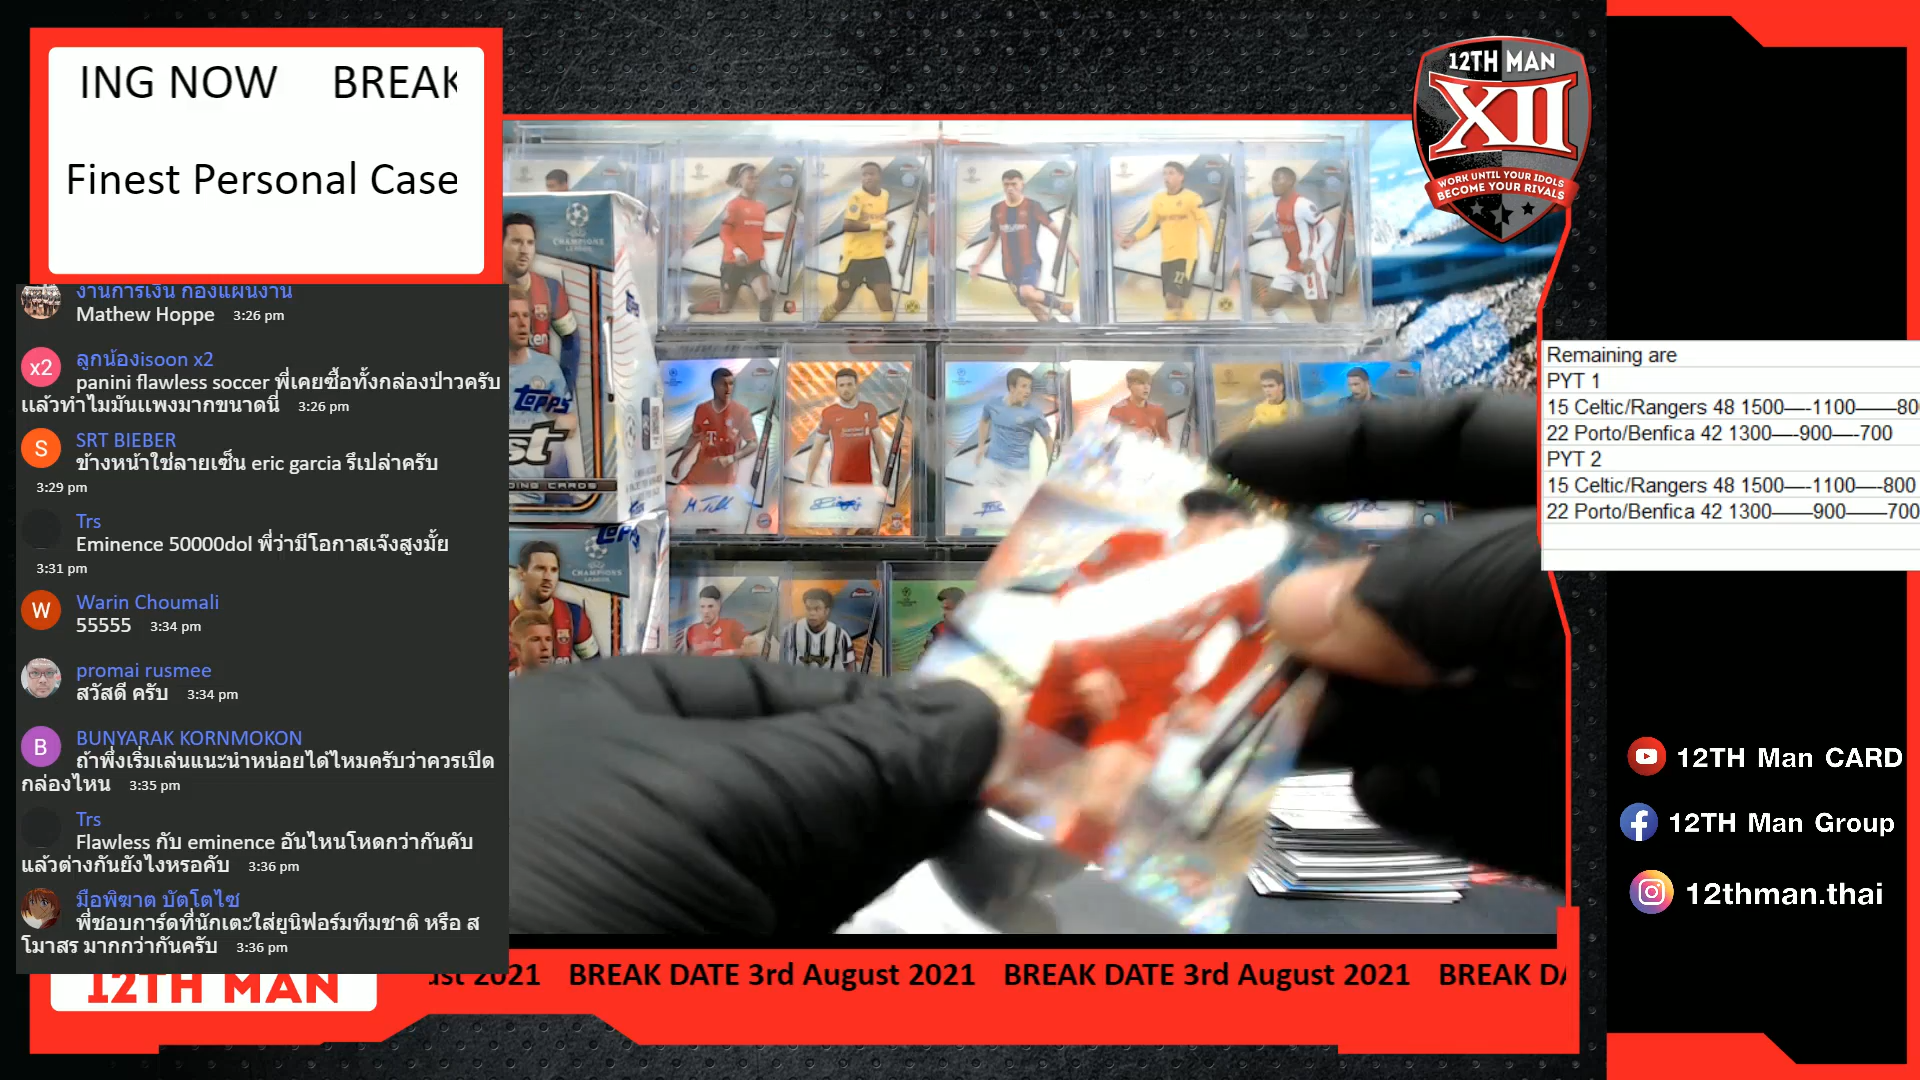 ING NOW BREAK
Finest Personal Case
งานการเงิน กองแผนงาน
Mathew Hoppe 3:26 pm
x2
ลูกน้องisoon x2
panini flawless soccer พี่เคยซื้อทั้งกล่องป่าวครับ
แล้วทำไมมันแพงมากขนาดนี่ 3:26 pm
S
SRT BIEBER
ข้างหน้าใช่ลายเซ็น eric garcia รึเปล่าครับ
3:29 pm
Trs
Eminence 50000dol พี่ว่ามีโอกาสเจ๊งสูงมั้ย
3:31 pm
W
Warin Choumali
55555 3:34 pm
promai rusmee
สวัสดี ครับ 3:34 pm
B
BUNYARAK KORNMOKON
ถ้าพึ่งเริ่มเล่นแนะนำหน่อยได้ไหมครับว่าควรเปิด
กล่องไหน 3:35 pm
Trs
Flawless กับ eminence อันไหนโหดกว่ากันคับ
แล้วต่างกันยังไงหรอคับ 3:36 pm
มือพิฆาต บัตโตไซ
พี่ชอบการ์ดที่นักเตะใส่ยูนิฟอร์มทีมชาติ หรือ ส
โมาสร มากกว่ากันครับ 3:36 pm
12TH MAN
ust 2021 BREAK DATE 3rd August 2021 BREAK DATE 3rd August 2021 BREAK DA
12TH MAN
XII
WORK UNTIL YOUR IDOLS
BECOME YOUR RIVALS
CHAMPIONS
topps
Remaining are
PYT 1
15 Celtic/Rangers 48 1500—-1100——80
22 Porto/Benfica 42 1300—-900—-700
PYT 2
15 Celtic/Rangers 48 1500—-1100—-800
22 Porto/Benfica 42 1300——900——700
12TH Man CARD
12TH Man Group
12thman.thai